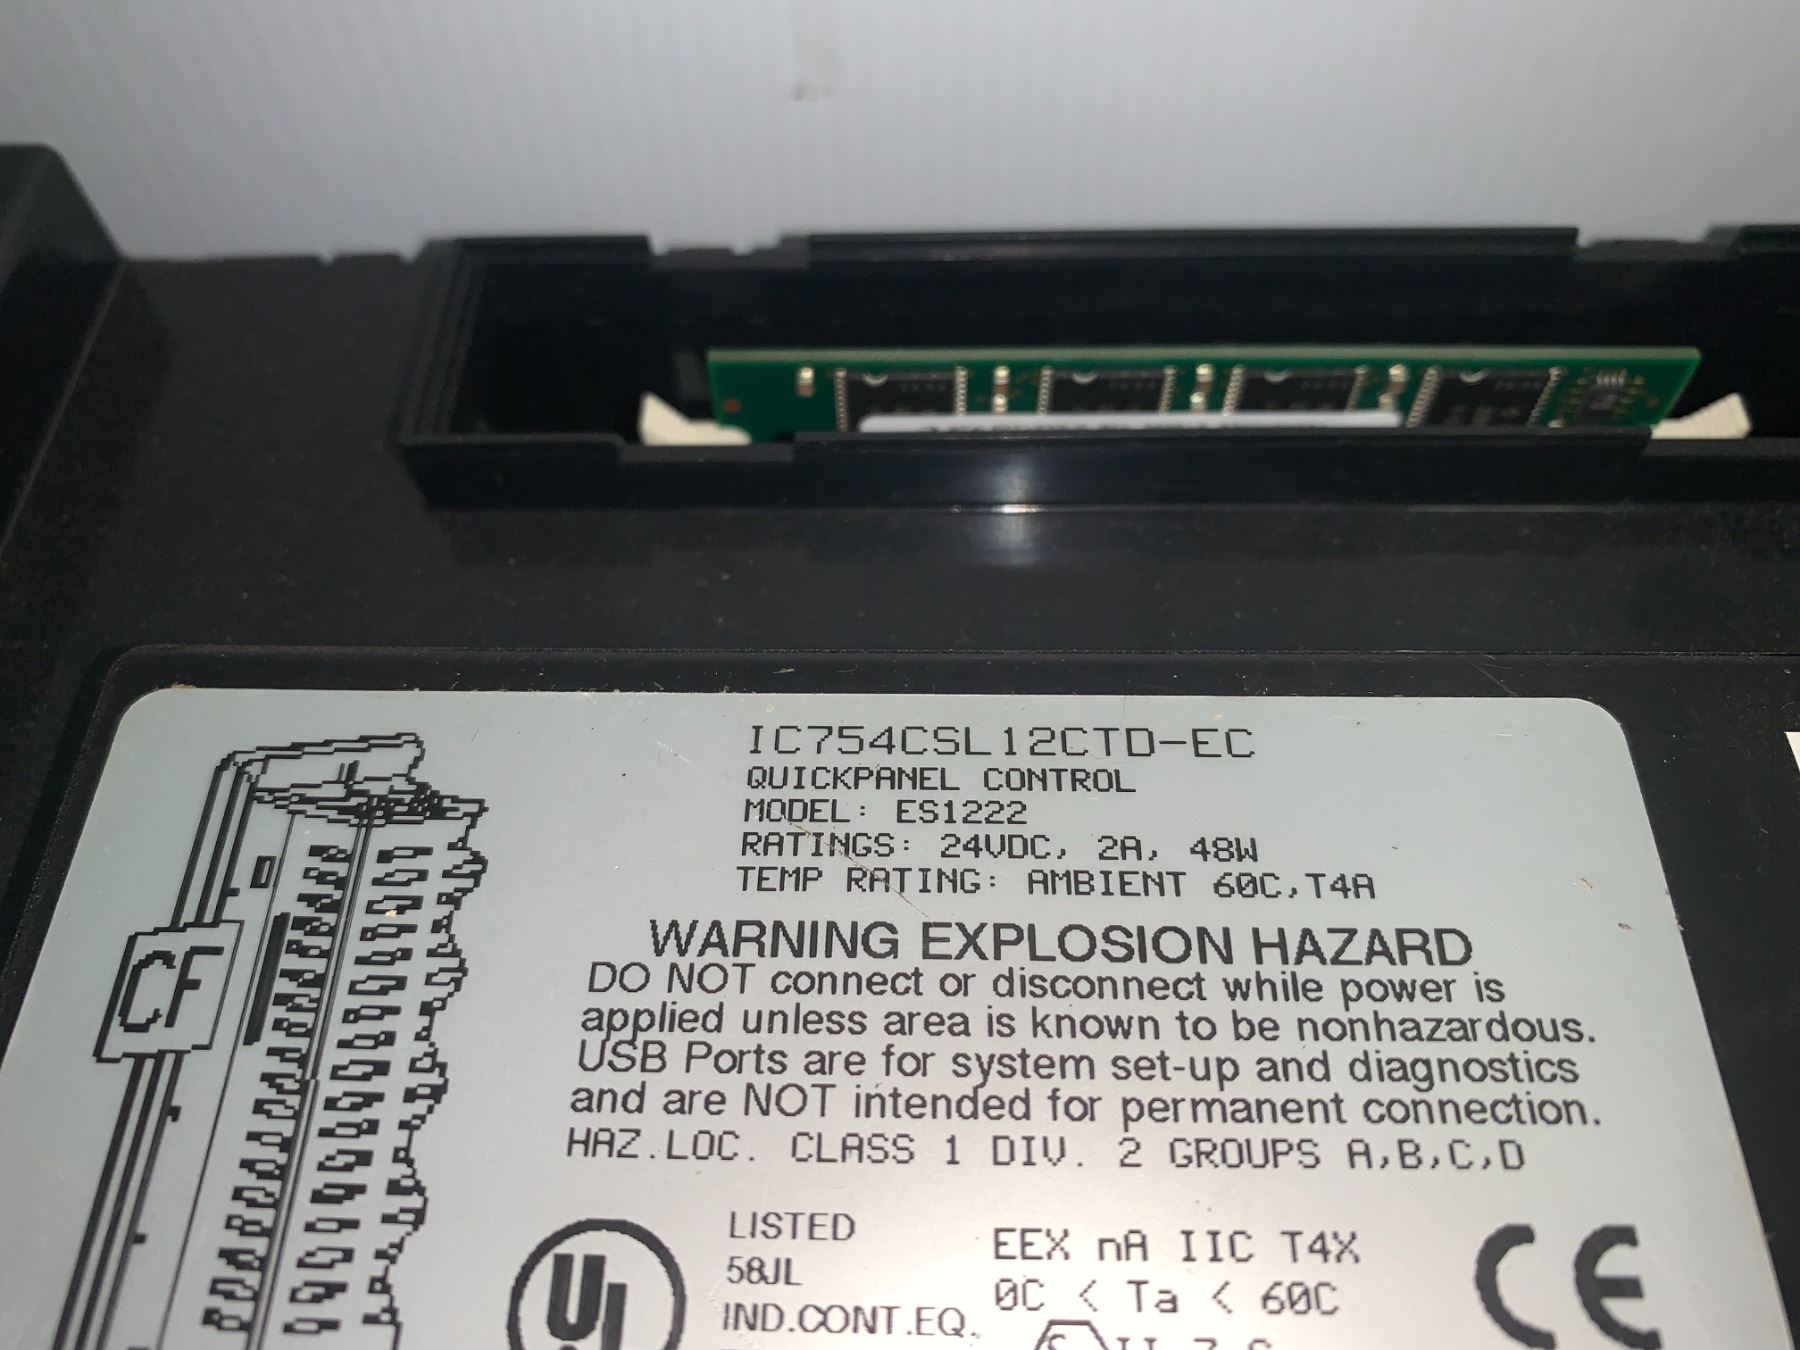 IC754CSL12CTD-EC
QUICKPANEL CONTROL
MODEL: ES1222
RATINGS: 24VDC, 2A, 48W
TEMP RATING: AMBIENT 60C,T4A
WARNING EXPLOSION HAZARD
DO NOT connect or disconnect while power is
applied unless area is known to be nonhazardous.
USB Ports are for system set-up and diagnostics
and are NOT intended for permanent connection.
HAZ.LOC. CLASS 1 DIV. 2 GROUPS A,B,C,D
CF
UL
LISTED
58JL
IND.CONT.EQ.
EEX nA IIC T4X
0C < Ta < 60C
CE